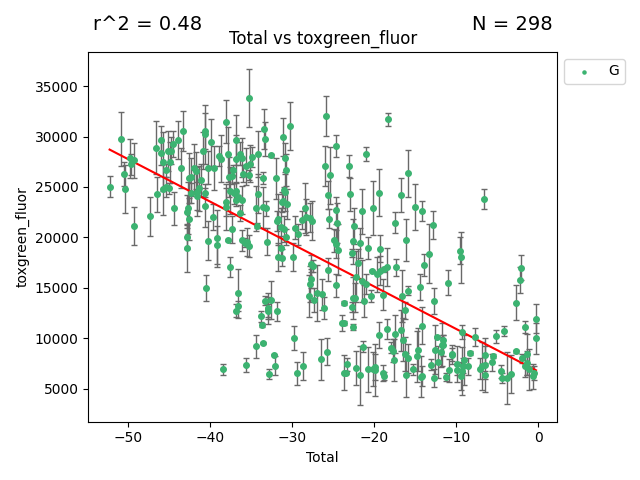 r^2 = 0.48 N = 298
Total vs toxgreen_fluor
G
35000
30000
25000
20000
15000
10000
5000
toxgreen_fluor
−50 −40 −30 −20 −10 0
Total